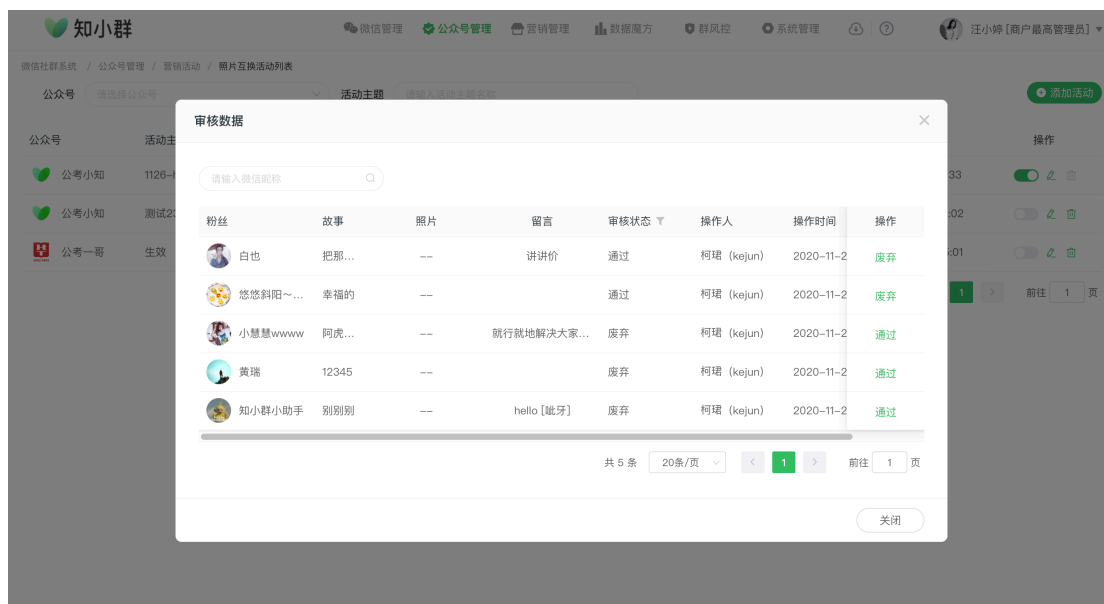 知小群
微信管理 公众号管理 营销管理 数据魔方 群风控 系统管理 汪小婷 [商户最高管理员]
微信社群系统 / 公众号管理 / 营销活动 / 照片互换活动列表
公众号 请选择公众号 活动主题 请输入活动主题名称 添加活动
公众号 活动主 操作
公考小知 1126-h :33
公考小知 测试2 :02
公考一哥 生效 :01
1 前往 1 页
审核数据
请输入微信昵称
粉丝 故事 照片 留言 审核状态 操作人 操作时间 操作
白也 把那... -- 讲讲价 通过 柯珺 (kejun) 2020-11-2 废弃
悠悠斜阳～... 幸福的 -- 通过 柯珺 (kejun) 2020-11-2 废弃
小慧慧wwww 阿虎... -- 就行就地解决大家... 废弃 柯珺 (kejun) 2020-11-2 通过
黄瑞 12345 -- 废弃 柯珺 (kejun) 2020-11-2 通过
知小群小助手 别别别 -- hello [呲牙] 废弃 柯珺 (kejun) 2020-11-2 通过
共 5 条 20条/页 1 前往 1 页
关闭